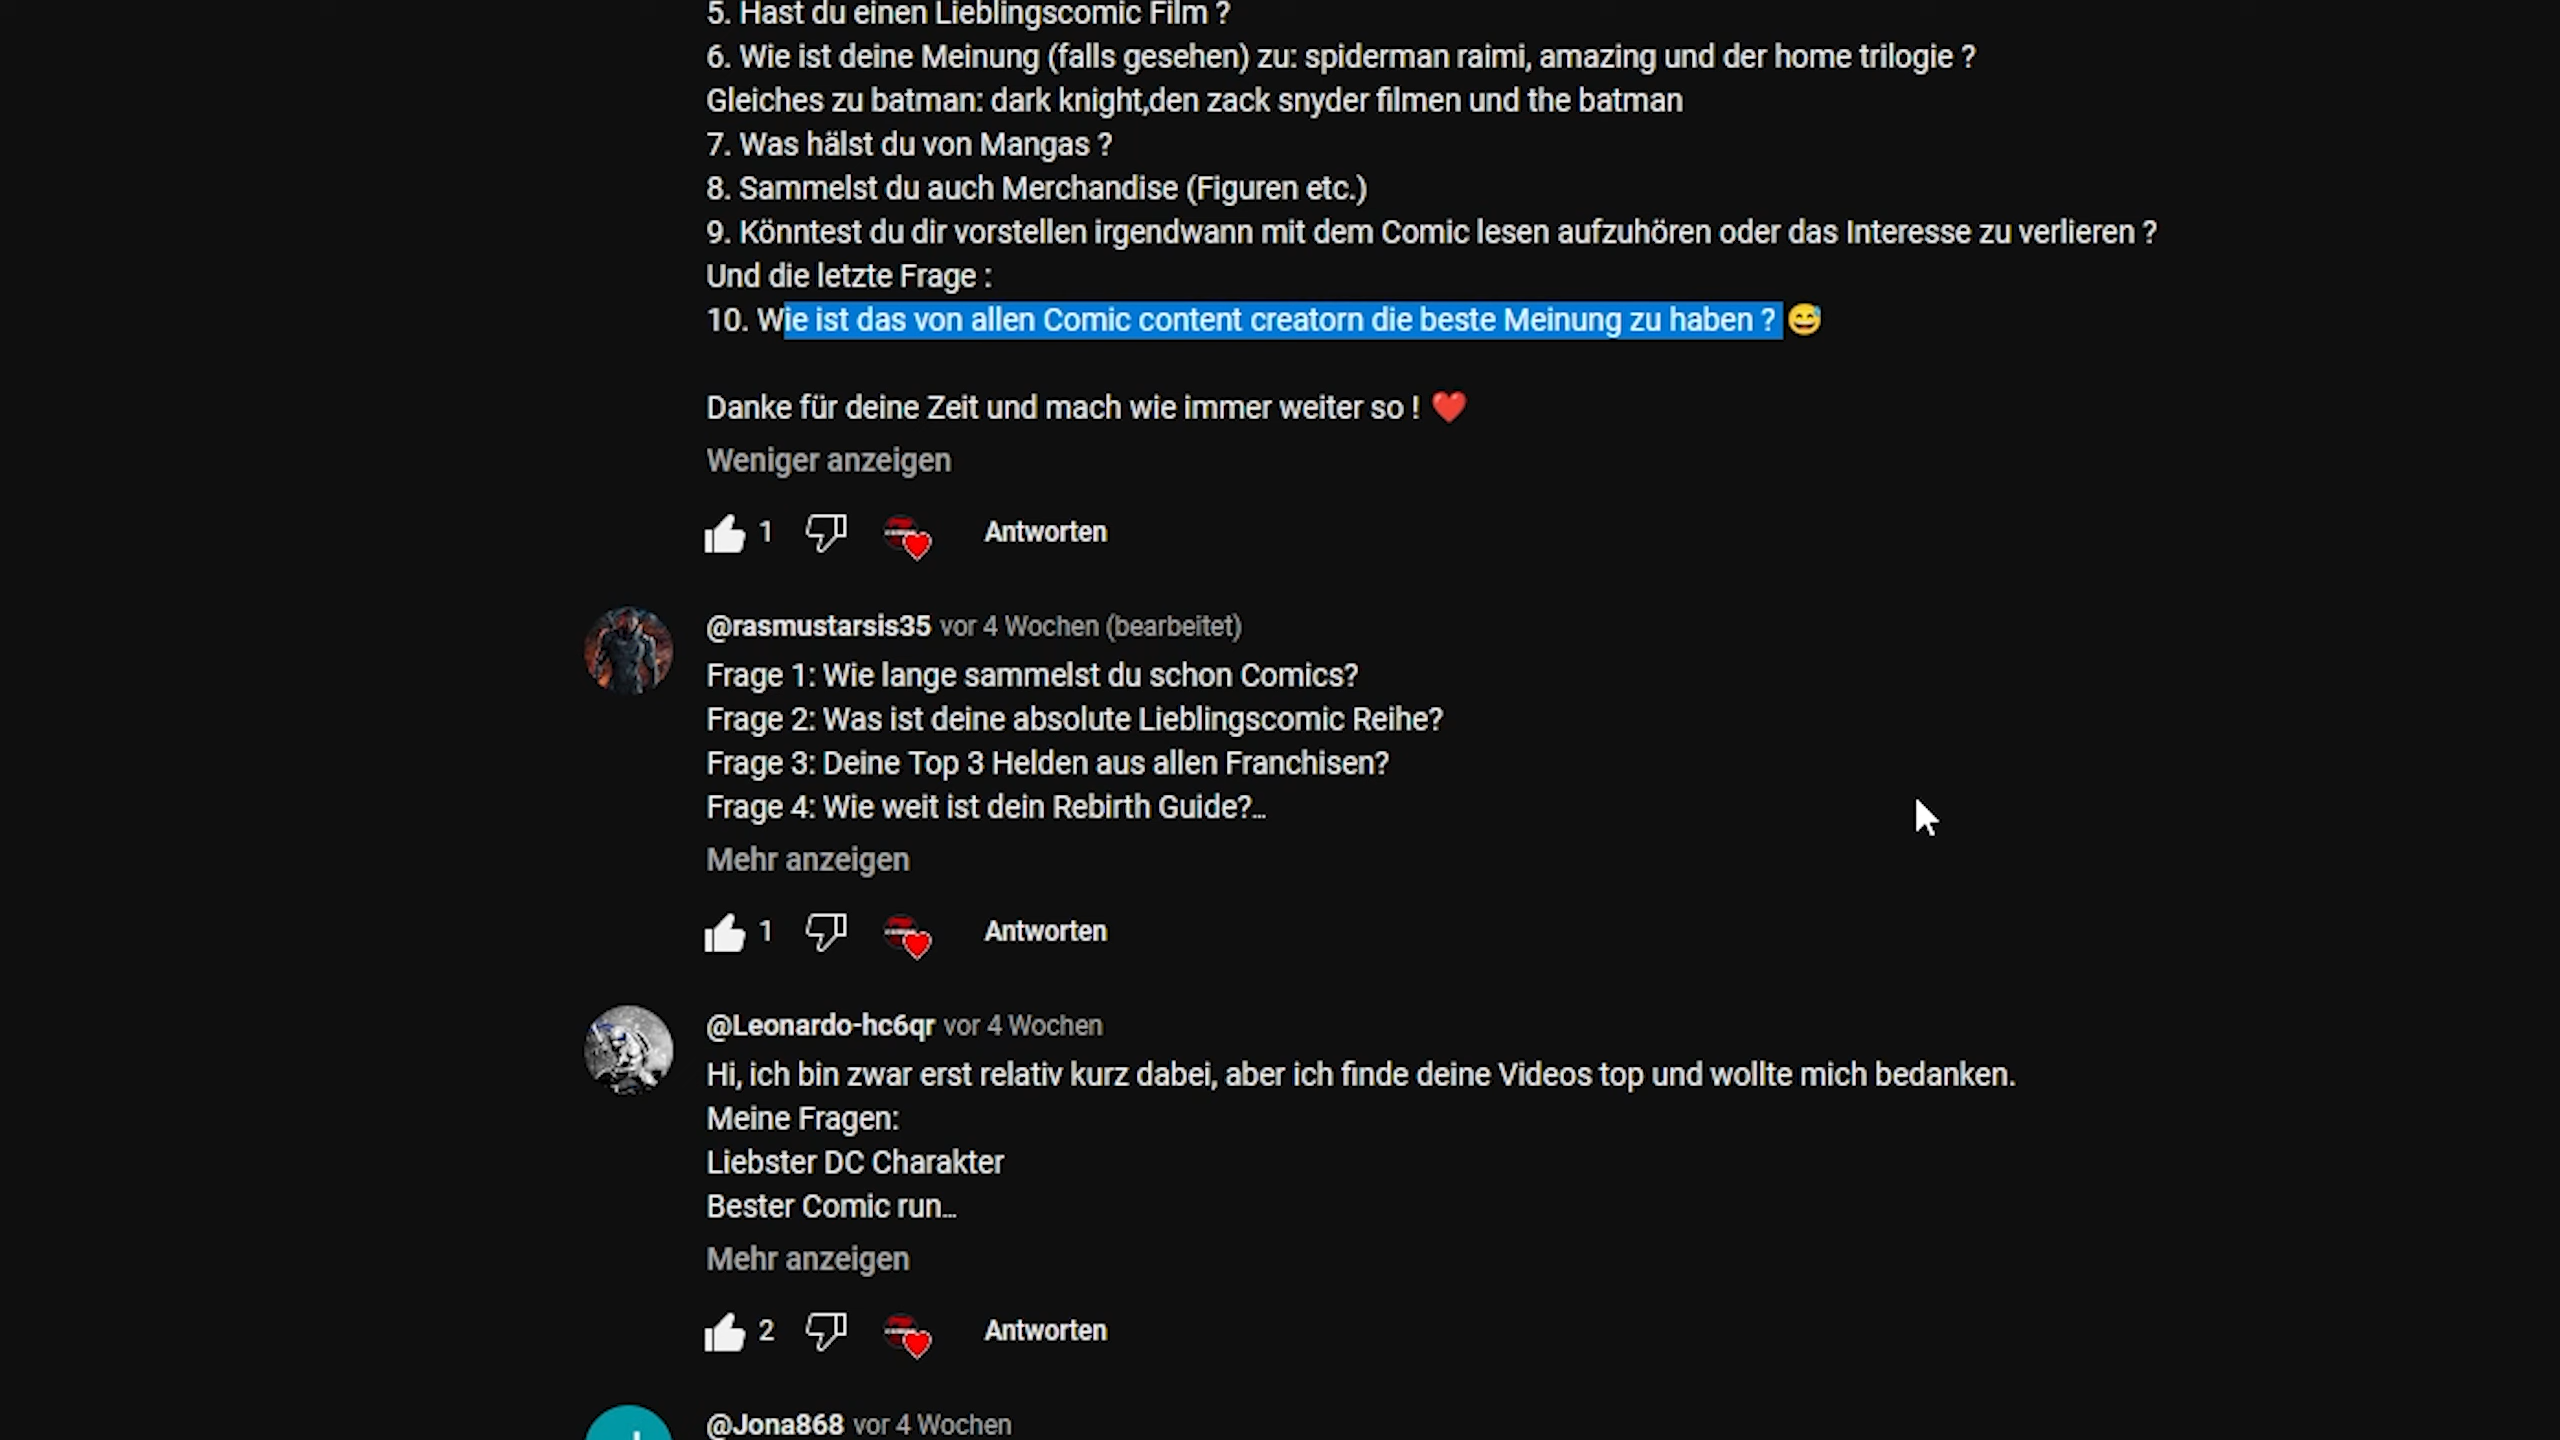 5. Hast du einen Lieblingscomic Film ?
6. Wie ist deine Meinung (falls gesehen) zu: spiderman raimi, amazing und der home trilogie ?
Gleiches zu batman: dark knight,den zack snyder filmen und the batman
7. Was hälst du von Mangas ?
8. Sammelst du auch Merchandise (Figuren etc.)
9. Könntest du dir vorstellen irgendwann mit dem Comic lesen aufzuhören oder das Interesse zu verlieren ?
Und die letzte Frage :
10. Wie ist das von allen Comic content creatorn die beste Meinung zu haben ? 😅
Danke für deine Zeit und mach wie immer weiter so ! ❤️
Weniger anzeigen
1 Antworten
@rasmustarsis35 vor 4 Wochen (bearbeitet)
Frage 1: Wie lange sammelst du schon Comics?
Frage 2: Was ist deine absolute Lieblingscomic Reihe?
Frage 3: Deine Top 3 Helden aus allen Franchisen?
Frage 4: Wie weit ist dein Rebirth Guide?…
Mehr anzeigen
1 Antworten
@Leonardo-hc6qr vor 4 Wochen
Hi, ich bin zwar erst relativ kurz dabei, aber ich finde deine Videos top und wollte mich bedanken.
Meine Fragen:
Liebster DC Charakter
Bester Comic run…
Mehr anzeigen
2 Antworten
@Jona868 vor 4 Wochen